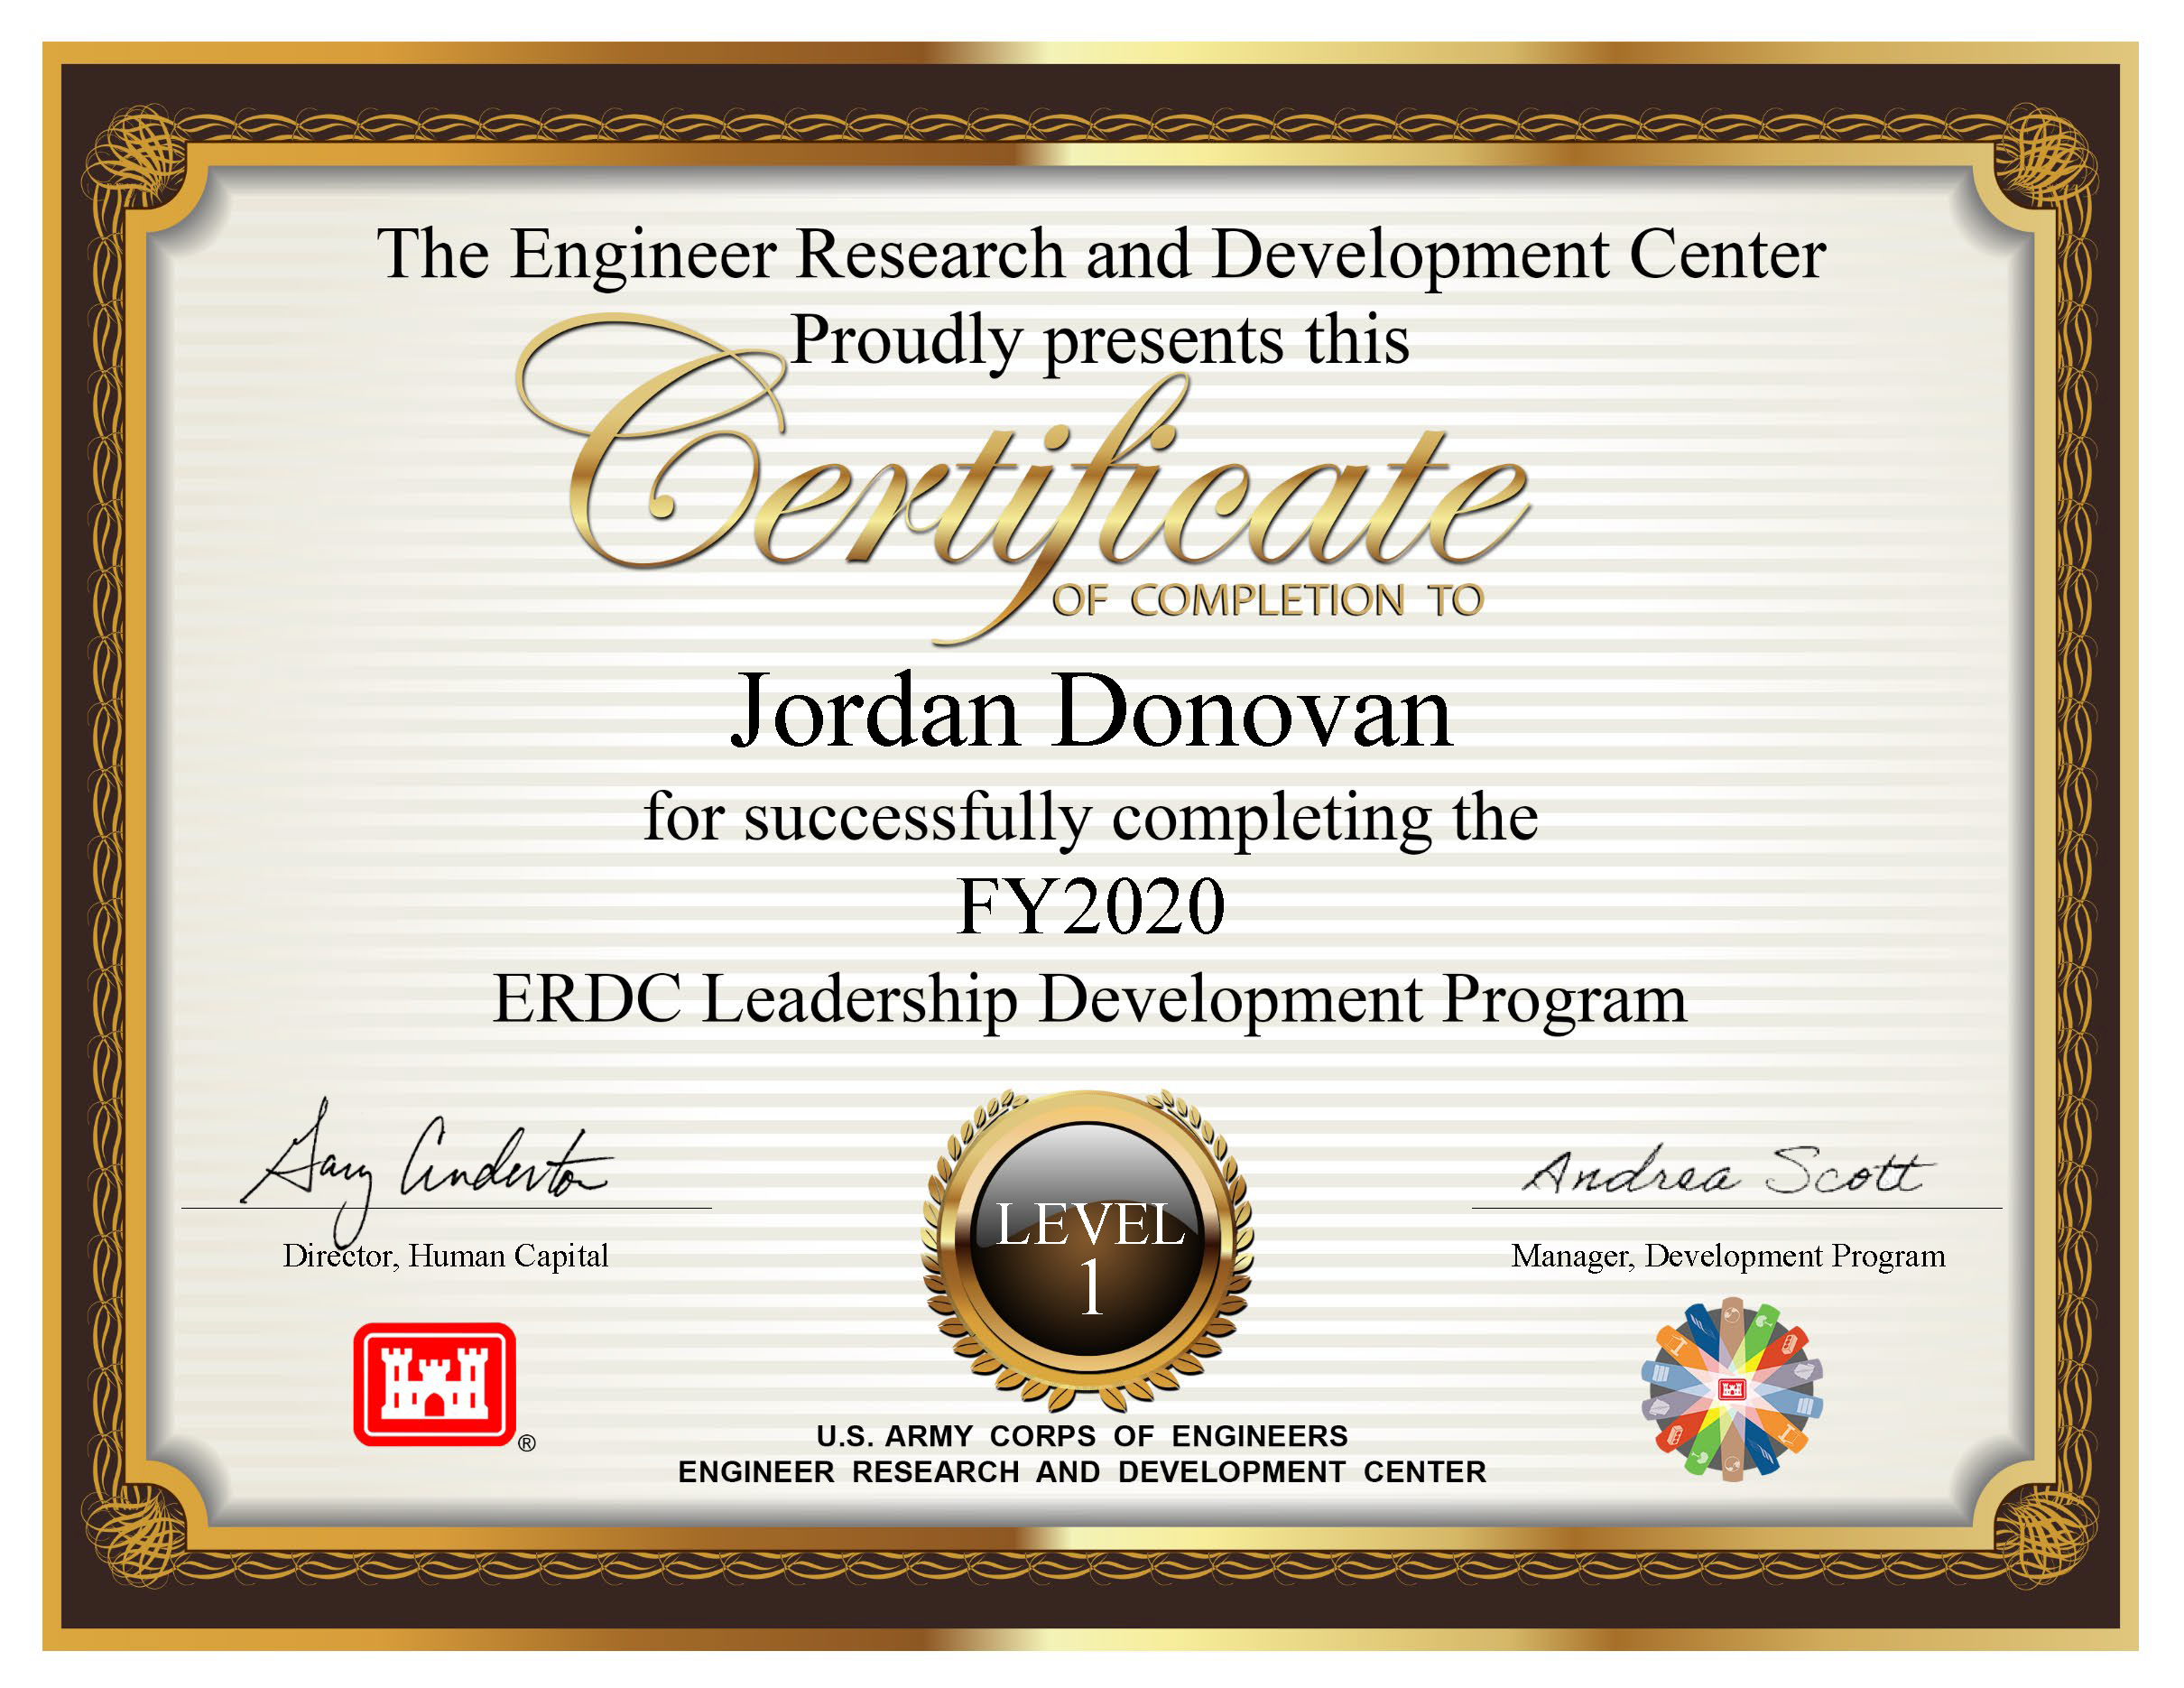 The Engineer Research and Development Center
Proudly presents this
Certificate
OF COMPLETION TO
Jordan Donovan
for successfully completing the
FY2020
ERDC Leadership Development Program
Gary Anderton
Director, Human Capital
LEVEL
1
Andrea Scott
Manager, Development Program
®
U.S. ARMY CORPS OF ENGINEERS
ENGINEER RESEARCH AND DEVELOPMENT CENTER